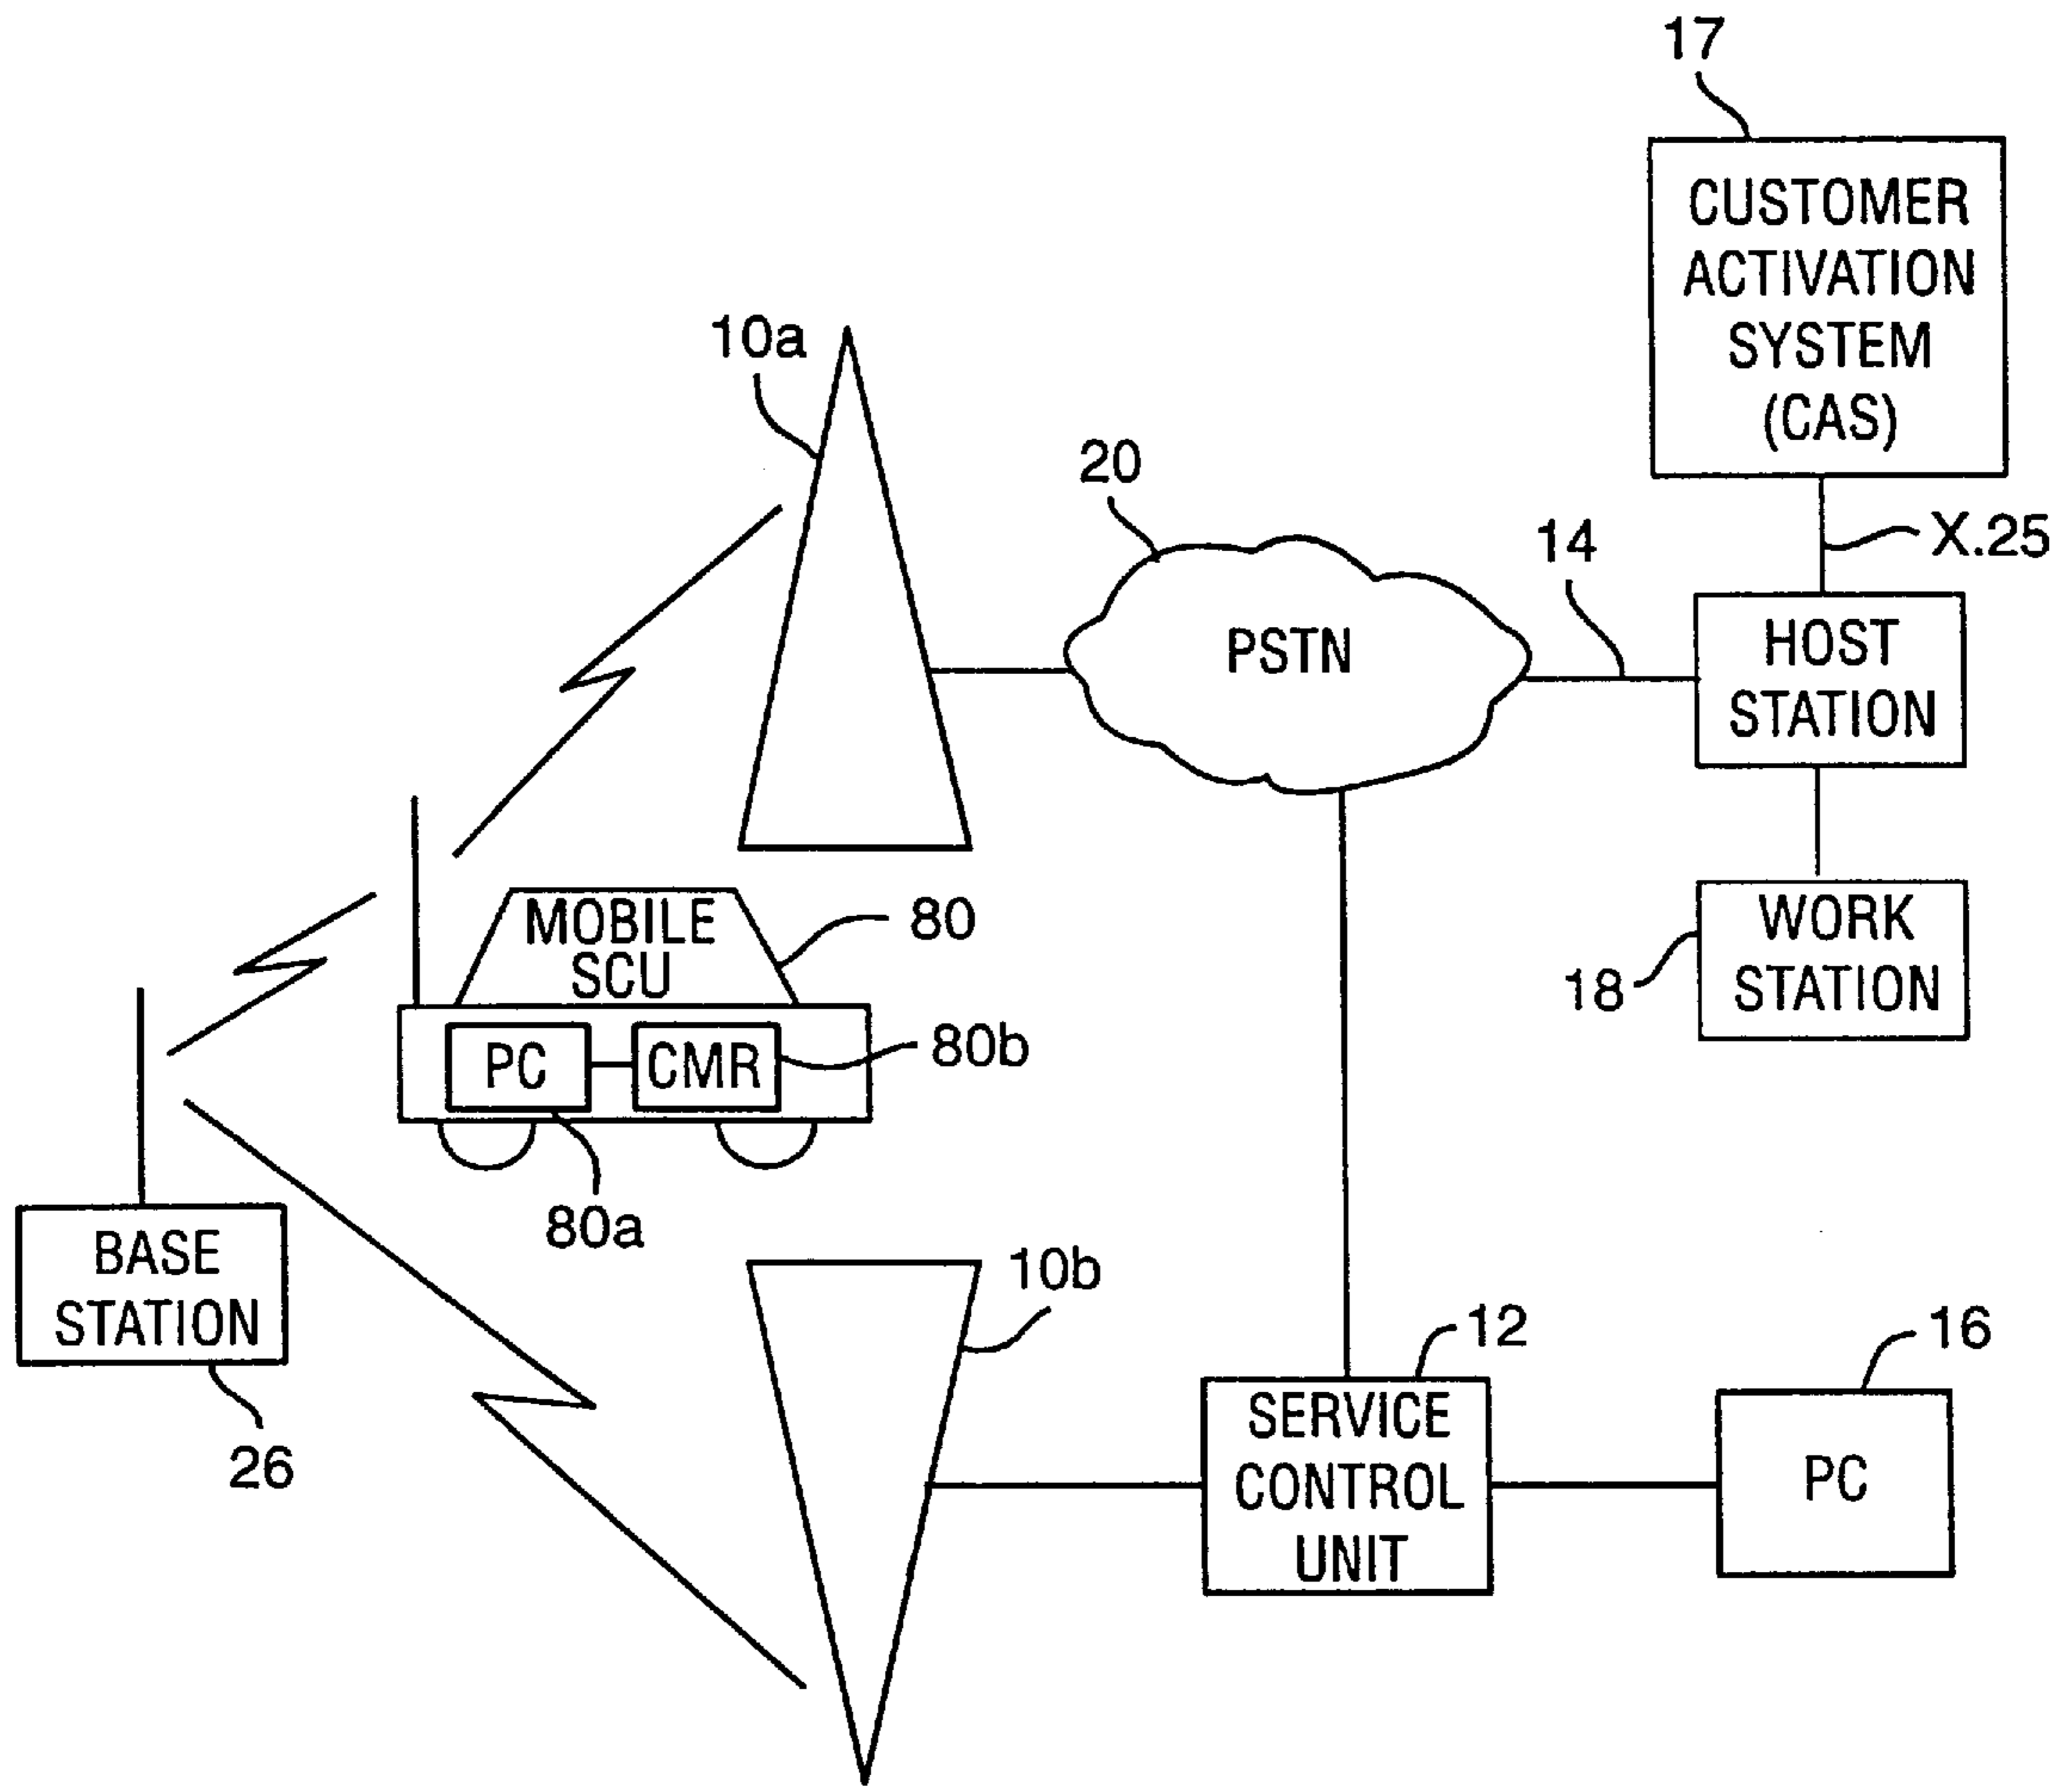 17
CUSTOMER
ACTIVATION
SYSTEM
(CAS)
10a
20
14
X.25
PSTN
HOST
STATION
MOBILE
SCU
80
WORK
STATION
18
PC
CMR
80b
80a
BASE
STATION
26
10b
12
16
SERVICE
CONTROL
UNIT
PC